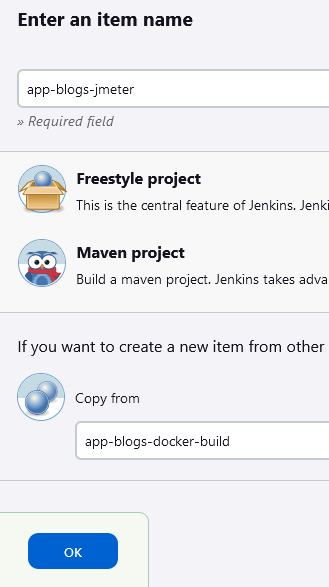 Enter an item name
app-blogs-jmeter
» Required field
Freestyle project
This is the central feature of Jenkins. Jenki
Maven project
Build a maven project. Jenkins takes adva
If you want to create a new item from other
Copy from
app-blogs-docker-build
OK